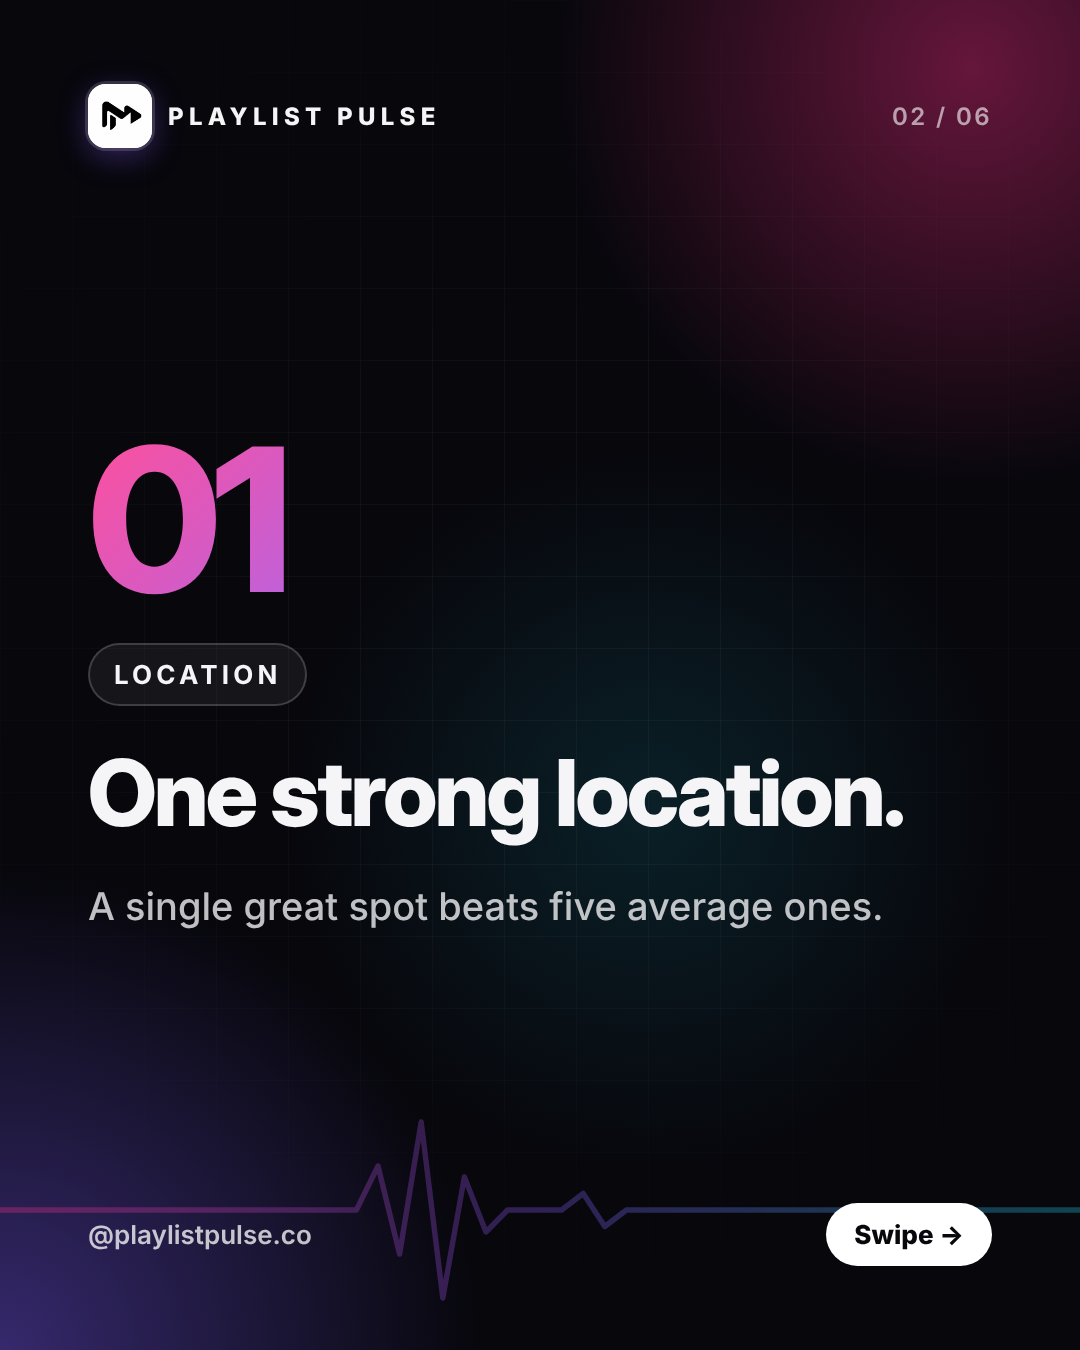 PLAYLIST PULSE
02 / 06
01
LOCATION
One strong location.
A single great spot beats five average ones.
@playlistpulse.co
Swipe →